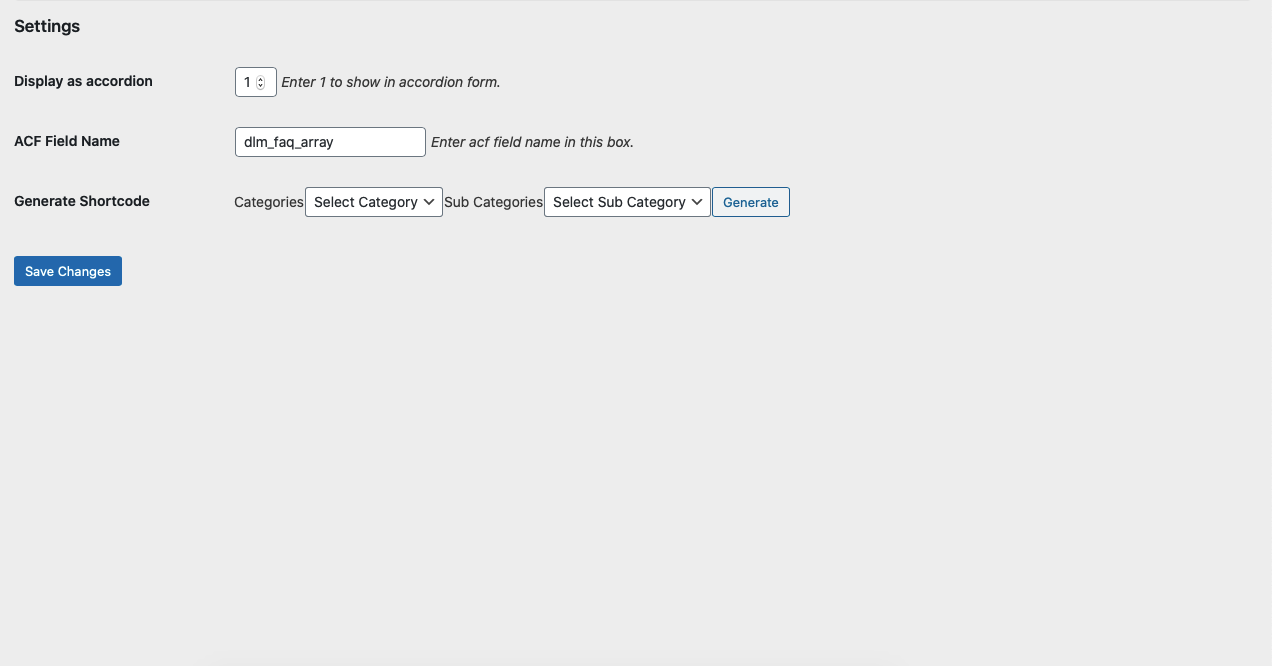 Settings
Display as accordion 1 Enter 1 to show in accordion form.
ACF Field Name dlm_faq_array Enter acf field name in this box.
Generate Shortcode Categories Select Category Sub Categories Select Sub Category Generate
Save Changes